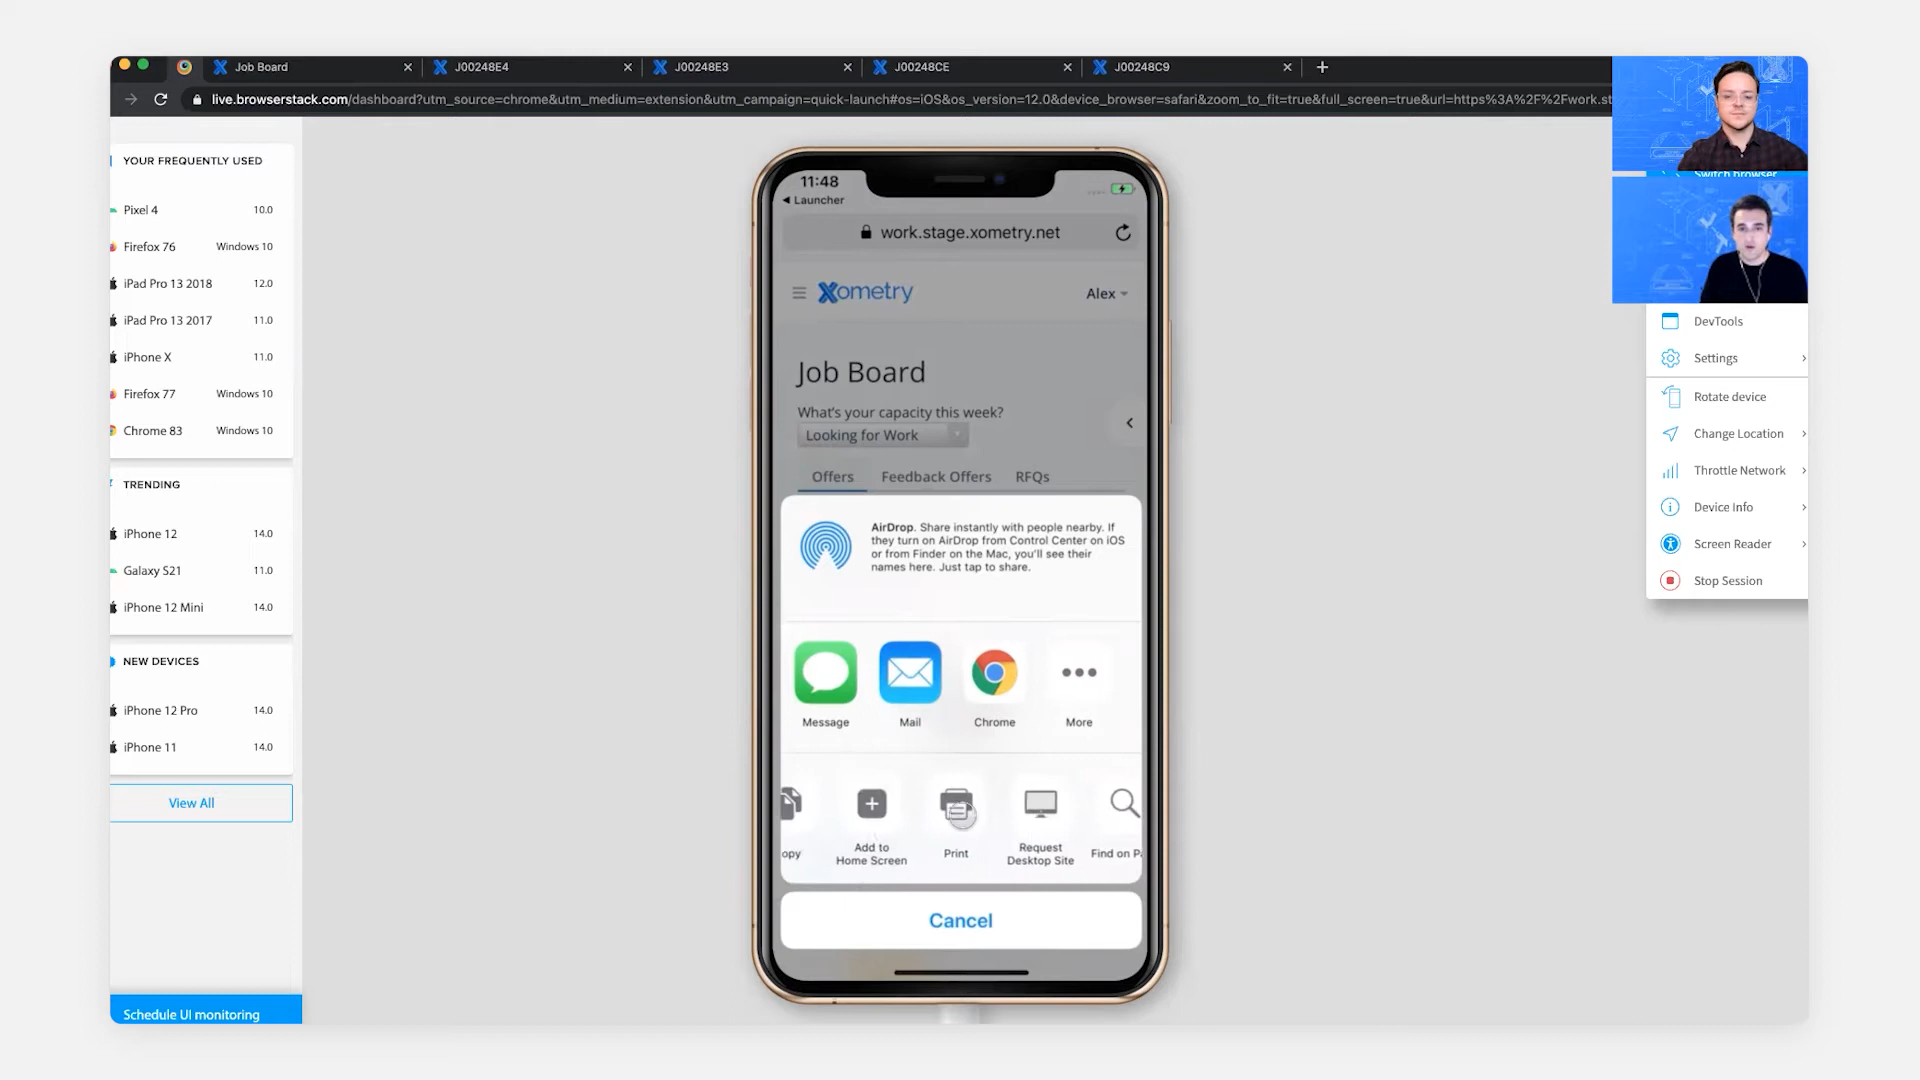 Job Board
J00248E4
J00248E3
J00248CE
J00248C9
live.browserstack.com/dashboard?utm_source=chrome&utm_medium=extension&utm_campaign=quick-launch#os=iOS&os_version=12.0&device_browser=safari&zoom_to_fit=true&full_screen=true&url=https%3A%2F%2Fwork.st
YOUR FREQUENTLY USED
Pixel 4 10.0
Firefox 76 Windows 10
iPad Pro 13 2018 12.0
iPad Pro 13 2017 11.0
iPhone X 11.0
Firefox 77 Windows 10
Chrome 83 Windows 10
TRENDING
iPhone 12 14.0
Galaxy S21 11.0
iPhone 12 Mini 14.0
NEW DEVICES
iPhone 12 Pro 14.0
iPhone 11 14.0
View All
Schedule UI monitoring
11:48
Launcher
work.stage.xometry.net
Xometry
Alex
Job Board
What's your capacity this week?
Looking for Work
Offers Feedback Offers RFQs
AirDrop. Share instantly with people nearby. If
they turn on AirDrop from Control Center on iOS
or from Finder on the Mac, you'll see their
names here. Just tap to share.
Message Mail Chrome More
opy
Add to
Home Screen
Print
Request
Desktop Site
Find on Pa
Cancel
Switch browser
DevTools
Settings
Rotate device
Change Location
Throttle Network
Device Info
Screen Reader
Stop Session